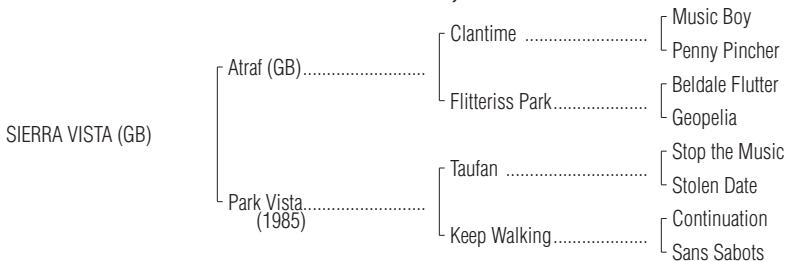 Music Boy
Clantime ................................
Penny Pincher
Atraf (GB)................................
Beldale Flutter
Flitteriss Park.........................
Geopelia
SIERRA VISTA (GB)
Stop the Music
Taufan .....................................
Stolen Date
Park Vista................................
(1985)
Continuation
Keep Walking.........................
Sans Sabots